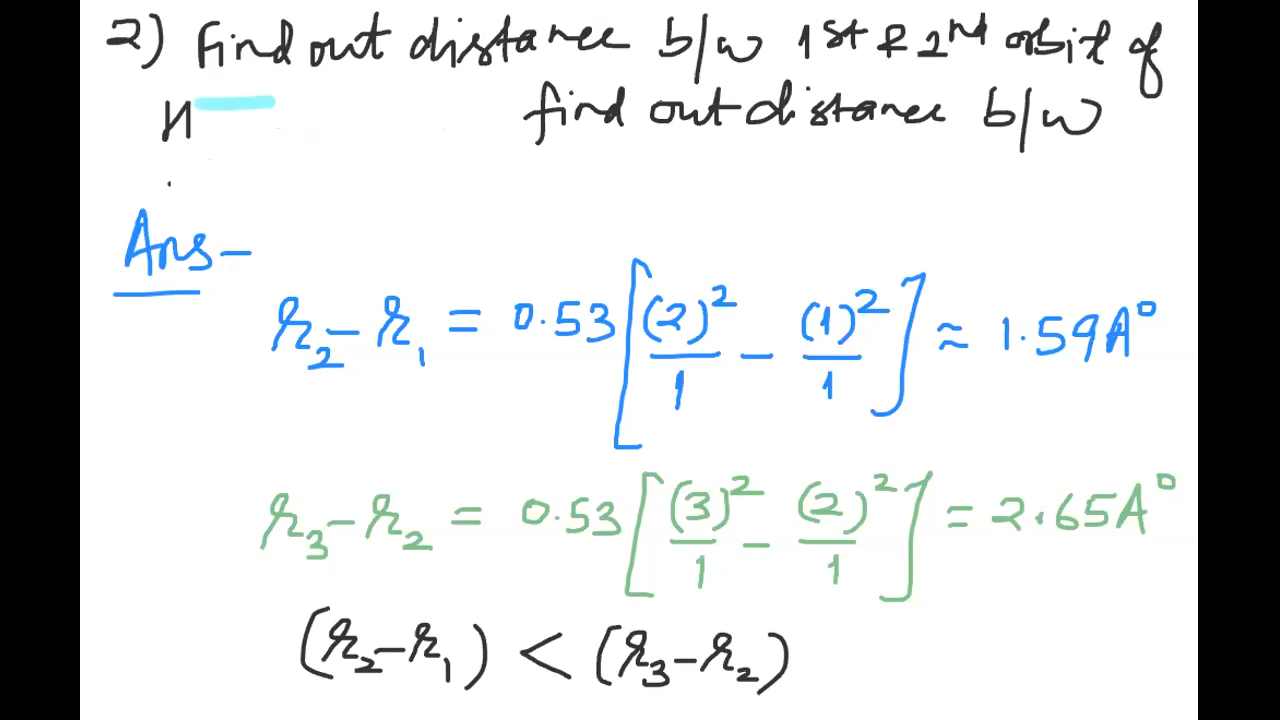 2) Find out distance b/w 1st & 2nd orbit of
H find out distance b/w
Ans-
r₂ - r₁ = 0.53 [(2)²/1 - (1)²/1] ≈ 1.59A°
r₃ - r₂ = 0.53 [(3)²/1 - (2)²/1] = 2.65A°
(r₂ - r₁) < (r₃ - r₂)